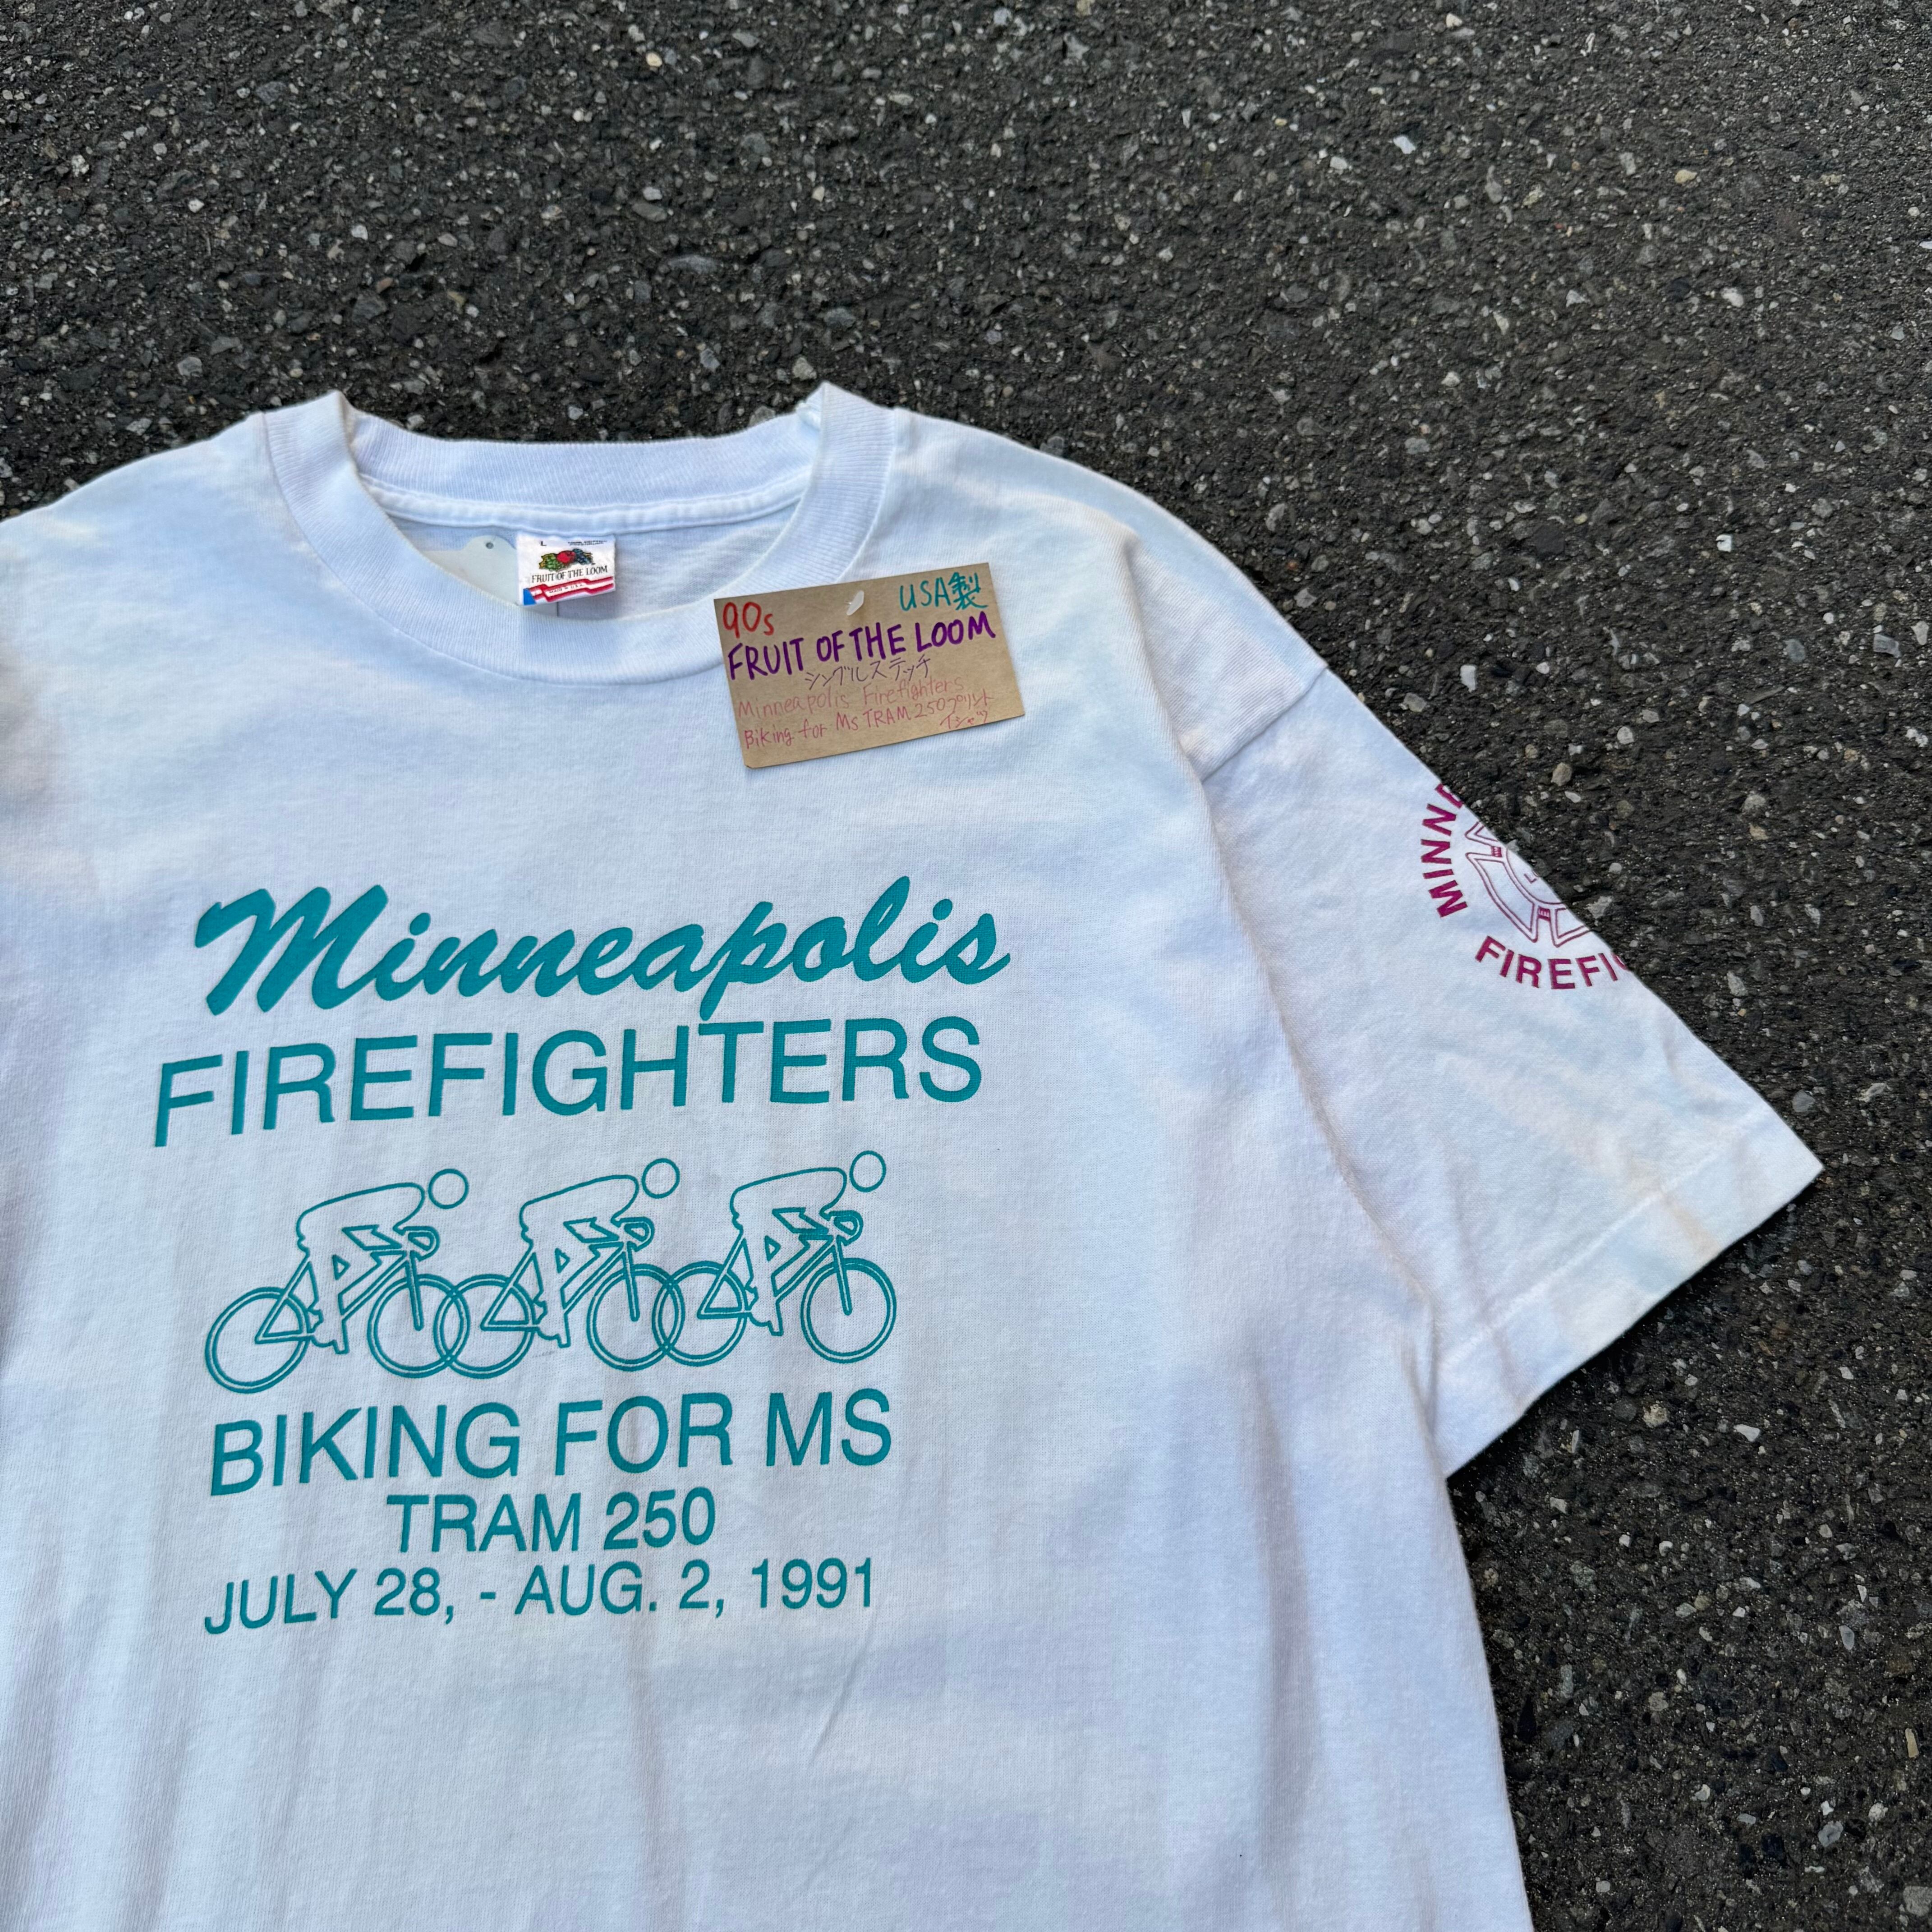 L
FRUIT OF THE LOOM
90s
USA製
FRUIT OF THE LOOM
シングルステッチ
Minneapolis Firefighters
Biking for Ms TRAM 250プリント
Tシャツ
Minneapolis
FIREFIGHTERS
BIKING FOR MS
TRAM 250
JULY 28, - AUG. 2, 1991
MINNE
FIREFI